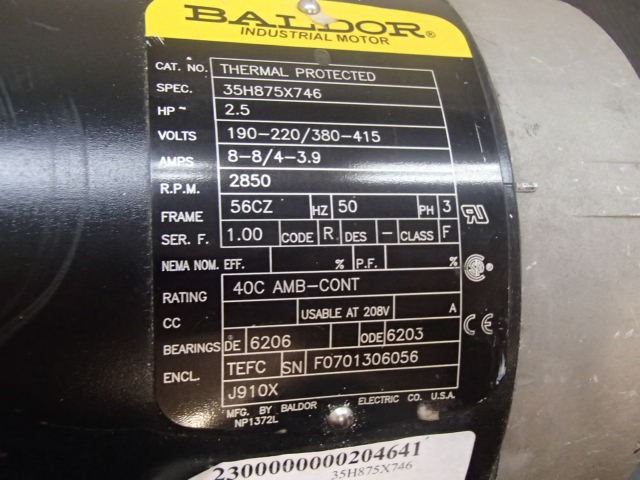 BALDOR®
INDUSTRIAL MOTOR
CAT. NO. THERMAL PROTECTED
SPEC. 35H875X746
HP 2.5
VOLTS 190-220/380-415
AMPS 8-8/4-3.9
R.P.M. 2850
FRAME 56CZ HZ 50 PH 3
SER. F. 1.00 CODE R DES - CLASS F
NEMA NOM. EFF. % P.F. %
RATING 40C AMB-CONT
CC USABLE AT 208V A
BEARINGS DE 6206 ODE 6203
ENCL. TEFC SN F0701306056
J910X
MFG. BY BALDOR ELECTRIC CO. U.S.A.
NP1372L
2300000000204641
35H875X746